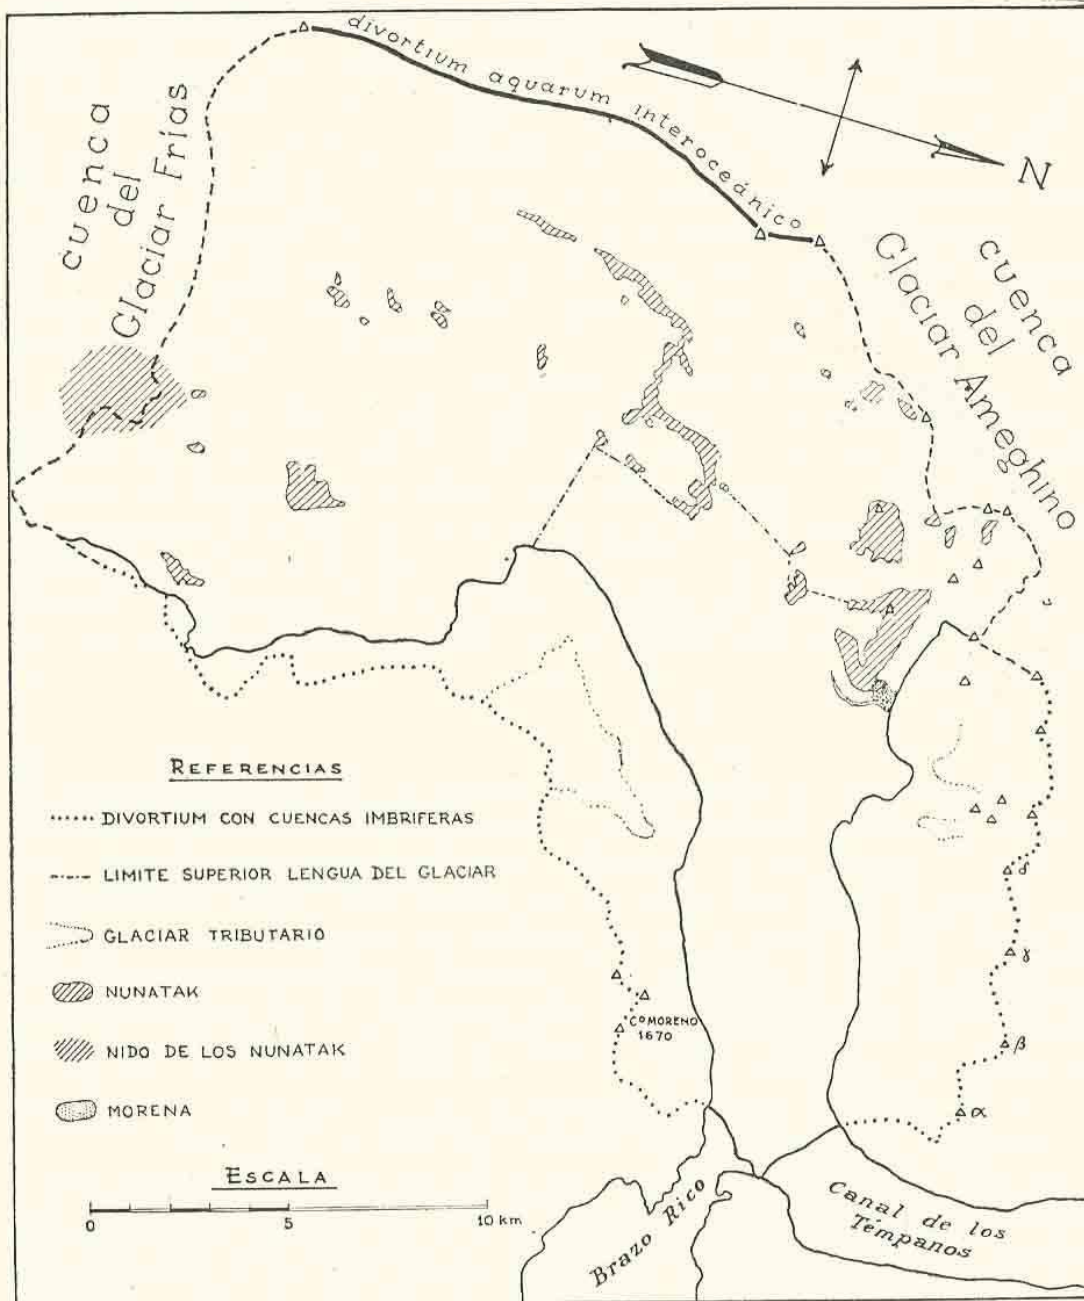 divortium aquarum interoceánico
cuenca
del
Glaciar Frías
N
cuenca
del
Glaciar Ameghino
REFERENCIAS
DIVORTIUM CON CUENCAS IMBRIFERAS
LIMITE SUPERIOR LENGUA DEL GLACIAR
GLACIAR TRIBUTARIO
NUNATAK
NIDO DE LOS NUNATAK
MORENA
ESCALA
0 5 10 km
δ
γ
β
α
Cº MORENO
1670
Brazo Rico
Canal de los
Témpanos